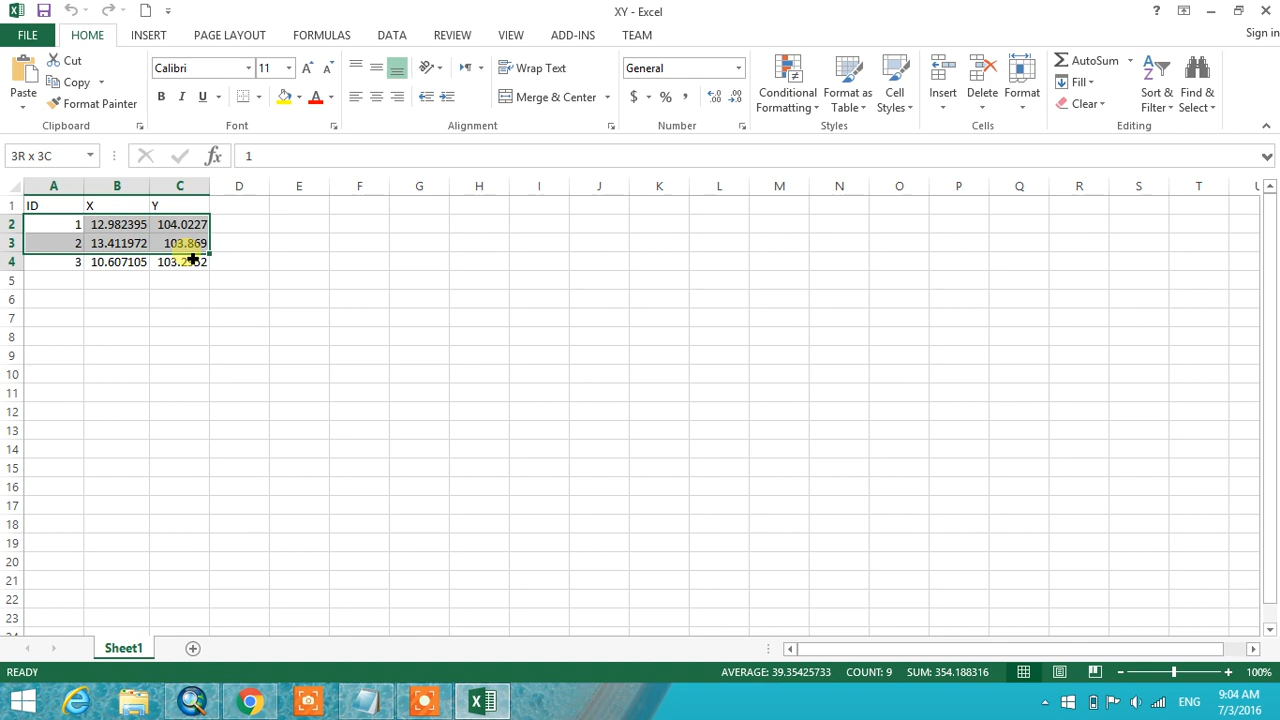 XY - Excel
Sign in
FILE HOME INSERT PAGE LAYOUT FORMULAS DATA REVIEW VIEW ADD-INS TEAM
Paste
Cut
Copy
Format Painter
Clipboard
Calibri 11
B I U
Font
Wrap Text
Merge & Center
Alignment
General
$ % ,
Number
Conditional Formatting
Format as Table
Cell Styles
Styles
Insert Delete Format
Cells
AutoSum
Fill
Clear
Sort & Filter
Find & Select
Editing
3R x 3C fx 1
A B C D E F G H I J K L M N O P Q R S T U
1 ID X Y
2 1 12.982395 104.0227
3 2 13.411972 103.869
4 3 10.607105
5
6
7
8
9
10
11
12
13
14
15
16
17
18
19
20
21
22
23
Sheet1
READY AVERAGE: 39.35425733 COUNT: 9 SUM: 354.188316 100%
ENG 9:04 AM
7/3/2016